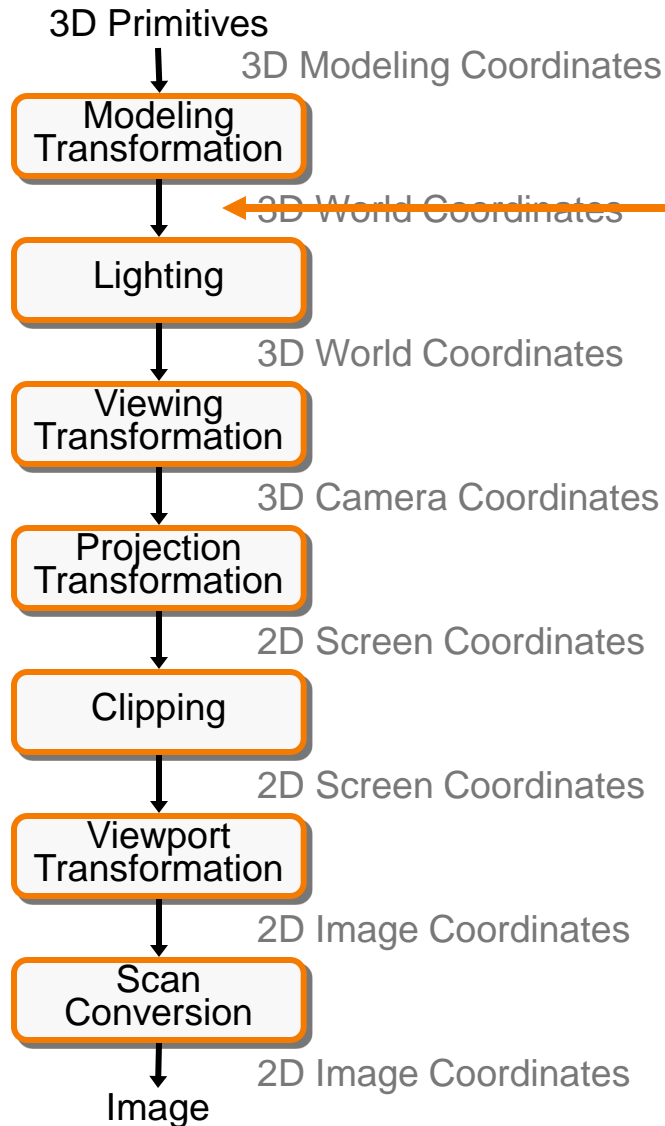 3D Primitives
3D Modeling Coordinates
Modeling
Transformation
3D World Coordinates
Lighting
3D World Coordinates
Viewing
Transformation
3D Camera Coordinates
Projection
Transformation
2D Screen Coordinates
Clipping
2D Screen Coordinates
Viewport
Transformation
2D Image Coordinates
Scan
Conversion
2D Image Coordinates
Image